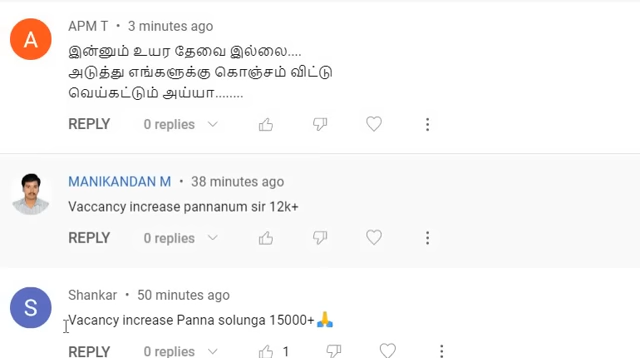 APM T • 3 minutes ago
இன்னும் உயர தேவை இல்லை....
அடுத்து எங்களுக்கு கொஞ்சம் விட்டு
வெய்கட்டும் அய்யா........
REPLY 0 replies
MANIKANDAN M • 38 minutes ago
Vaccancy increase pannanum sir 12k+
REPLY 0 replies
Shankar • 50 minutes ago
Vacancy increase Panna solunga 15000+🙏
REPLY 0 replies 1
A
S